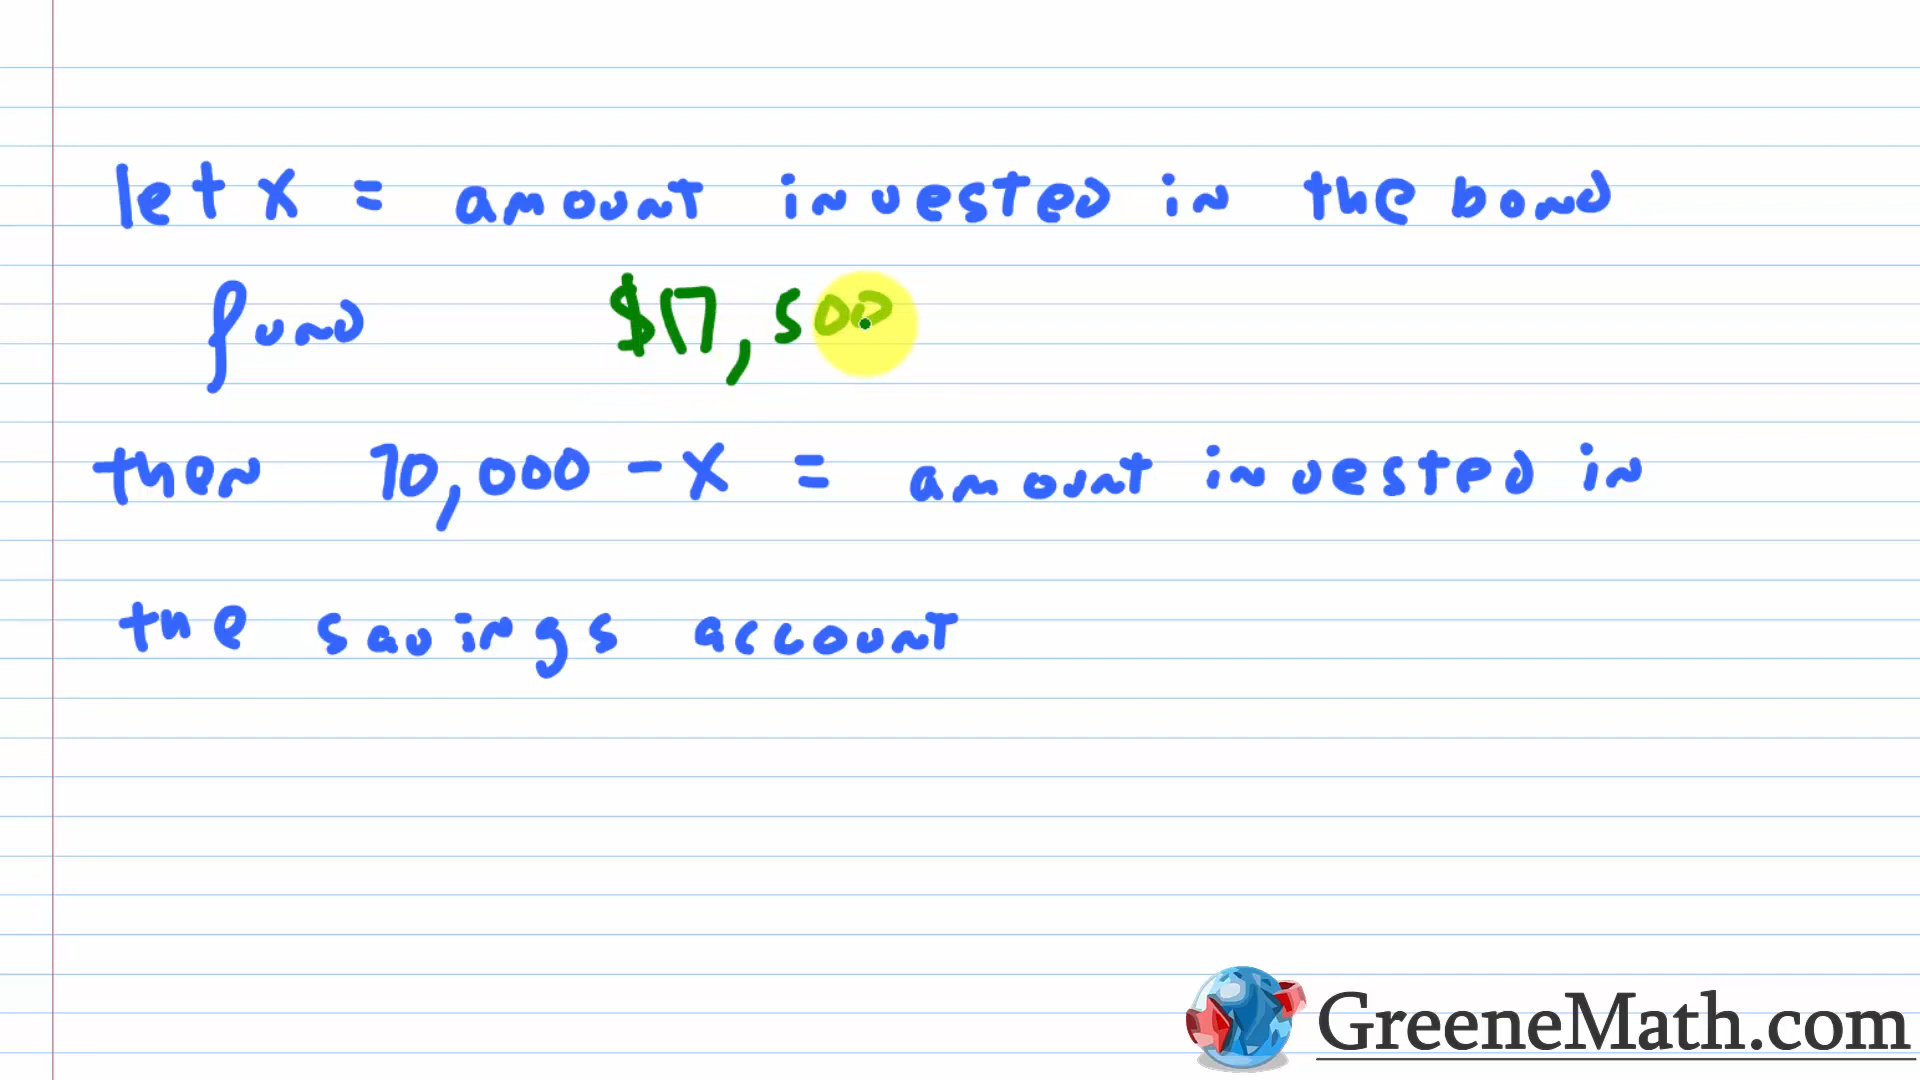 let x = amount invested in the bond
fund $17,500
then 70,000 - x = amount invested in
the savings account
GreeneMath.com